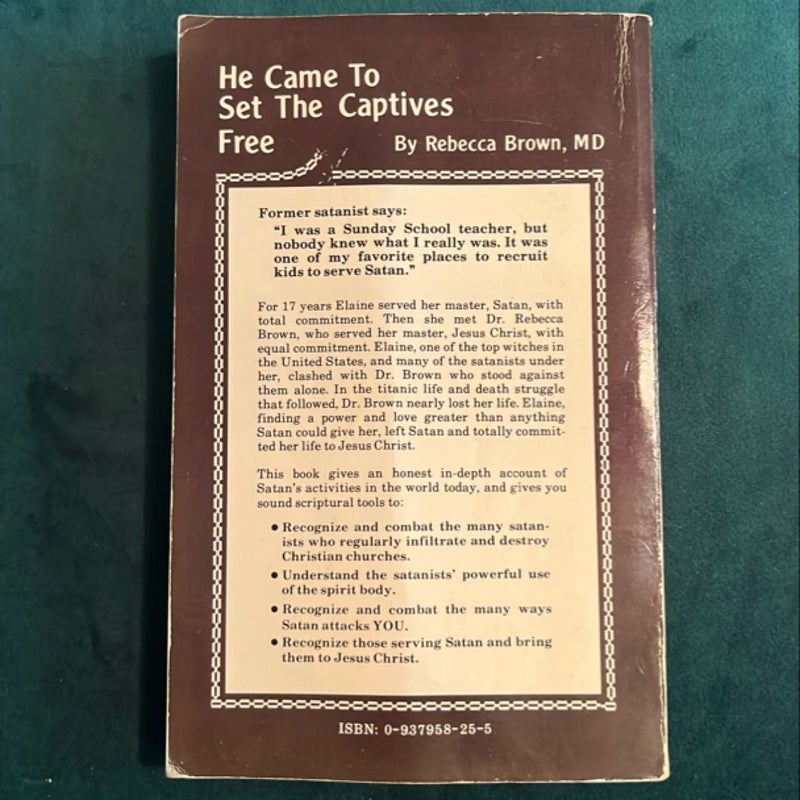 He Came To
Set The Captives
Free
By Rebecca Brown, MD
Former satanist says:
"I was a Sunday School teacher, but
nobody knew what I really was. It was
one of my favorite places to recruit
kids to serve Satan."
For 17 years Elaine served her master, Satan, with
total commitment. Then she met Dr. Rebecca
Brown, who served her master, Jesus Christ, with
equal commitment. Elaine, one of the top witches in
the United States, and many of the satanists under
her, clashed with Dr. Brown who stood against
them alone. In the titanic life and death struggle
that followed, Dr. Brown nearly lost her life. Elaine,
finding a power and love greater than anything
Satan could give her, left Satan and totally commit-
ted her life to Jesus Christ.
This book gives an honest in-depth account of
Satan's activities in the world today, and gives you
sound scriptural tools to:
● Recognize and combat the many satan-
ists who regularly infiltrate and destroy
Christian churches.
● Understand the satanists' powerful use
of the spirit body.
● Recognize and combat the many ways
Satan attacks YOU.
● Recognize those serving Satan and bring
them to Jesus Christ.
ISBN: 0-937958-25-5